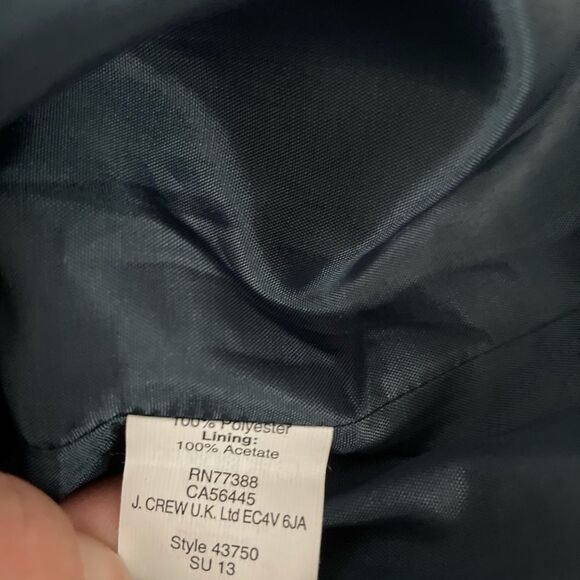 100% Polyester
Lining:
100% Acetate
RN77388
CA56445
J. CREW U.K. Ltd EC4V 6JA
Style 43750
SU 13